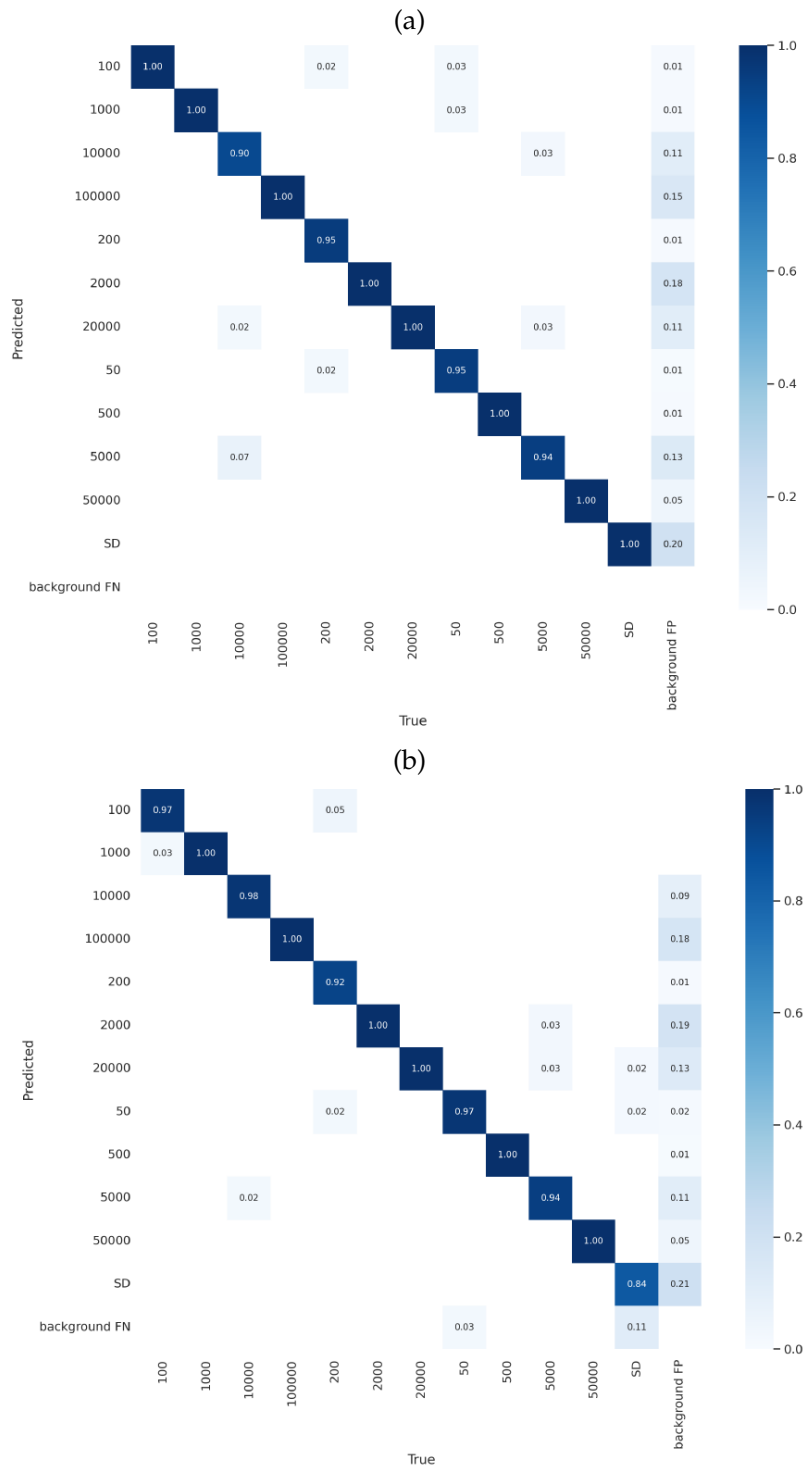 (a)
100 1.00 0.02 0.03 0.01 1.0
1000 1.00 0.03 0.01
10000 0.90 0.03 0.11 0.8
100000 1.00 0.15
200 0.95 0.01 0.6
2000 1.00 0.18
20000 0.02 1.00 0.03 0.11
50 0.02 0.95 0.01 0.4
500 1.00 0.01
5000 0.07 0.94 0.13
50000 1.00 0.05 0.2
SD 1.00 0.20
background FN 0.0
Predicted
100 1000 10000 100000 200 2000 20000 50 500 5000 50000 SD background FP
True
(b)
100 0.97 0.05 1.0
1000 0.03 1.00
10000 0.98 0.09 0.8
100000 1.00 0.18
200 0.92 0.01 0.6
2000 1.00 0.03 0.19
20000 1.00 0.03 0.02 0.13
50 0.02 0.97 0.02 0.02 0.4
500 1.00 0.01
5000 0.02 0.94 0.11
50000 1.00 0.05 0.2
SD 0.84 0.21
background FN 0.03 0.11 0.0
Predicted
100 1000 10000 100000 200 2000 20000 50 500 5000 50000 SD background FP
True